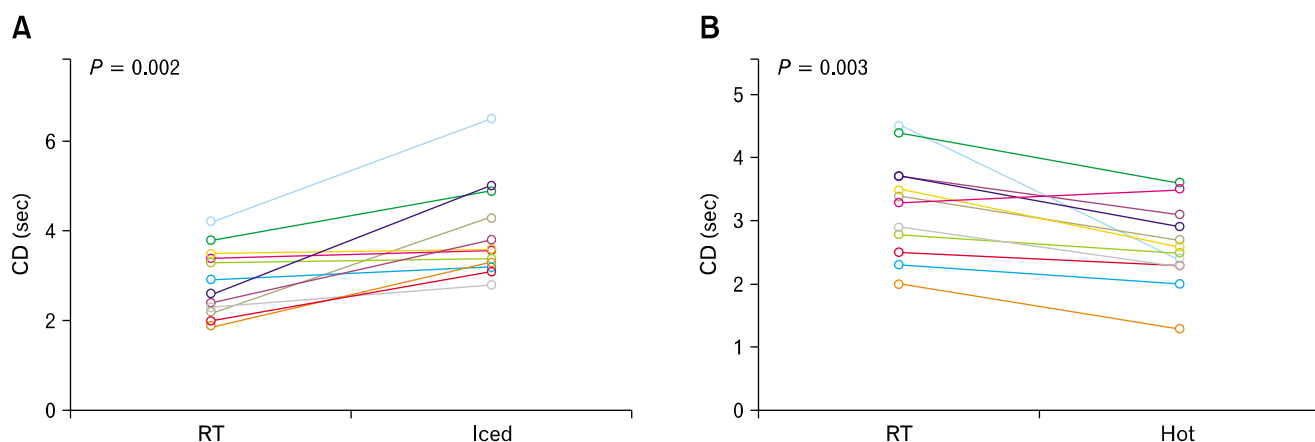 A
P = 0.002
6
4
2
0
CD (sec)
RT
Iced
B
P = 0.003
5
4
3
2
1
0
CD (sec)
RT
Hot